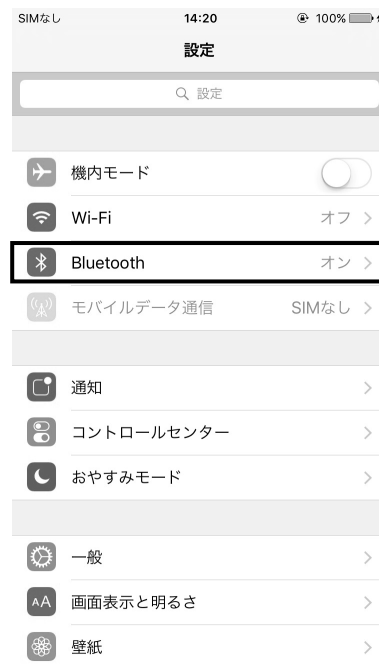 SIMなし 14:20 100%
設定
設定
機内モード
Wi-Fi オフ
Bluetooth オン
モバイルデータ通信 SIMなし
通知
コントロールセンター
おやすみモード
一般
AA 画面表示と明るさ
壁紙